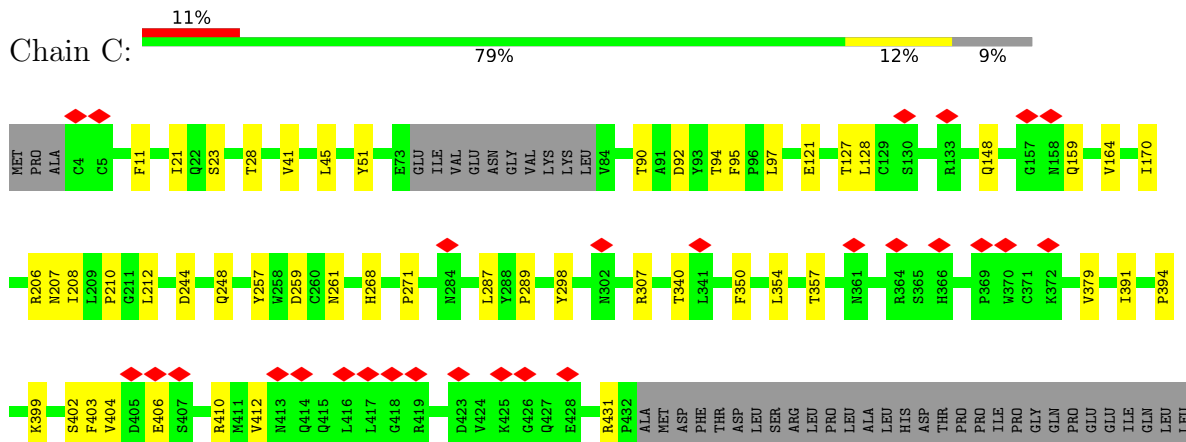 11%
Chain C:
79% 12% 9%
MET PRO ALA C4 C5 F11 I21 Q22 S23 T28 V41 L45 Y51 E73 GLU ILE VAL GLU ASN GLY VAL LYS LYS LEU V84 T90 A91 D92 Y93 T94 F95 P96 L97 E121 T127 L128 C129 S130 R133 Q148 G157 N158 Q159 V164 I170
R206 N207 I208 L209 P210 G211 L212 D244 Q248 Y257 W258 D259 C260 N261 H268 P271 N284 L287 Y288 P289 Y298 N302 R307 T340 L341 F350 L354 T357 N361 R364 S365 H366 P369 W370 C371 K372 V379 I391 P394
K399 S402 F403 V404 D405 E406 S407 R410 M411 V412 N413 Q414 Q415 L416 L417 G418 R419 D423 V424 K425 G426 Q427 E428 R431 P432 ALA MET ASP PHE THR ASP LEU SER ARG LEU PRO LEU ALA LEU HIS ASP THR PRO PRO ILE PRO GLY GLN PRO GLU GLU ILE GLN LEU LEU